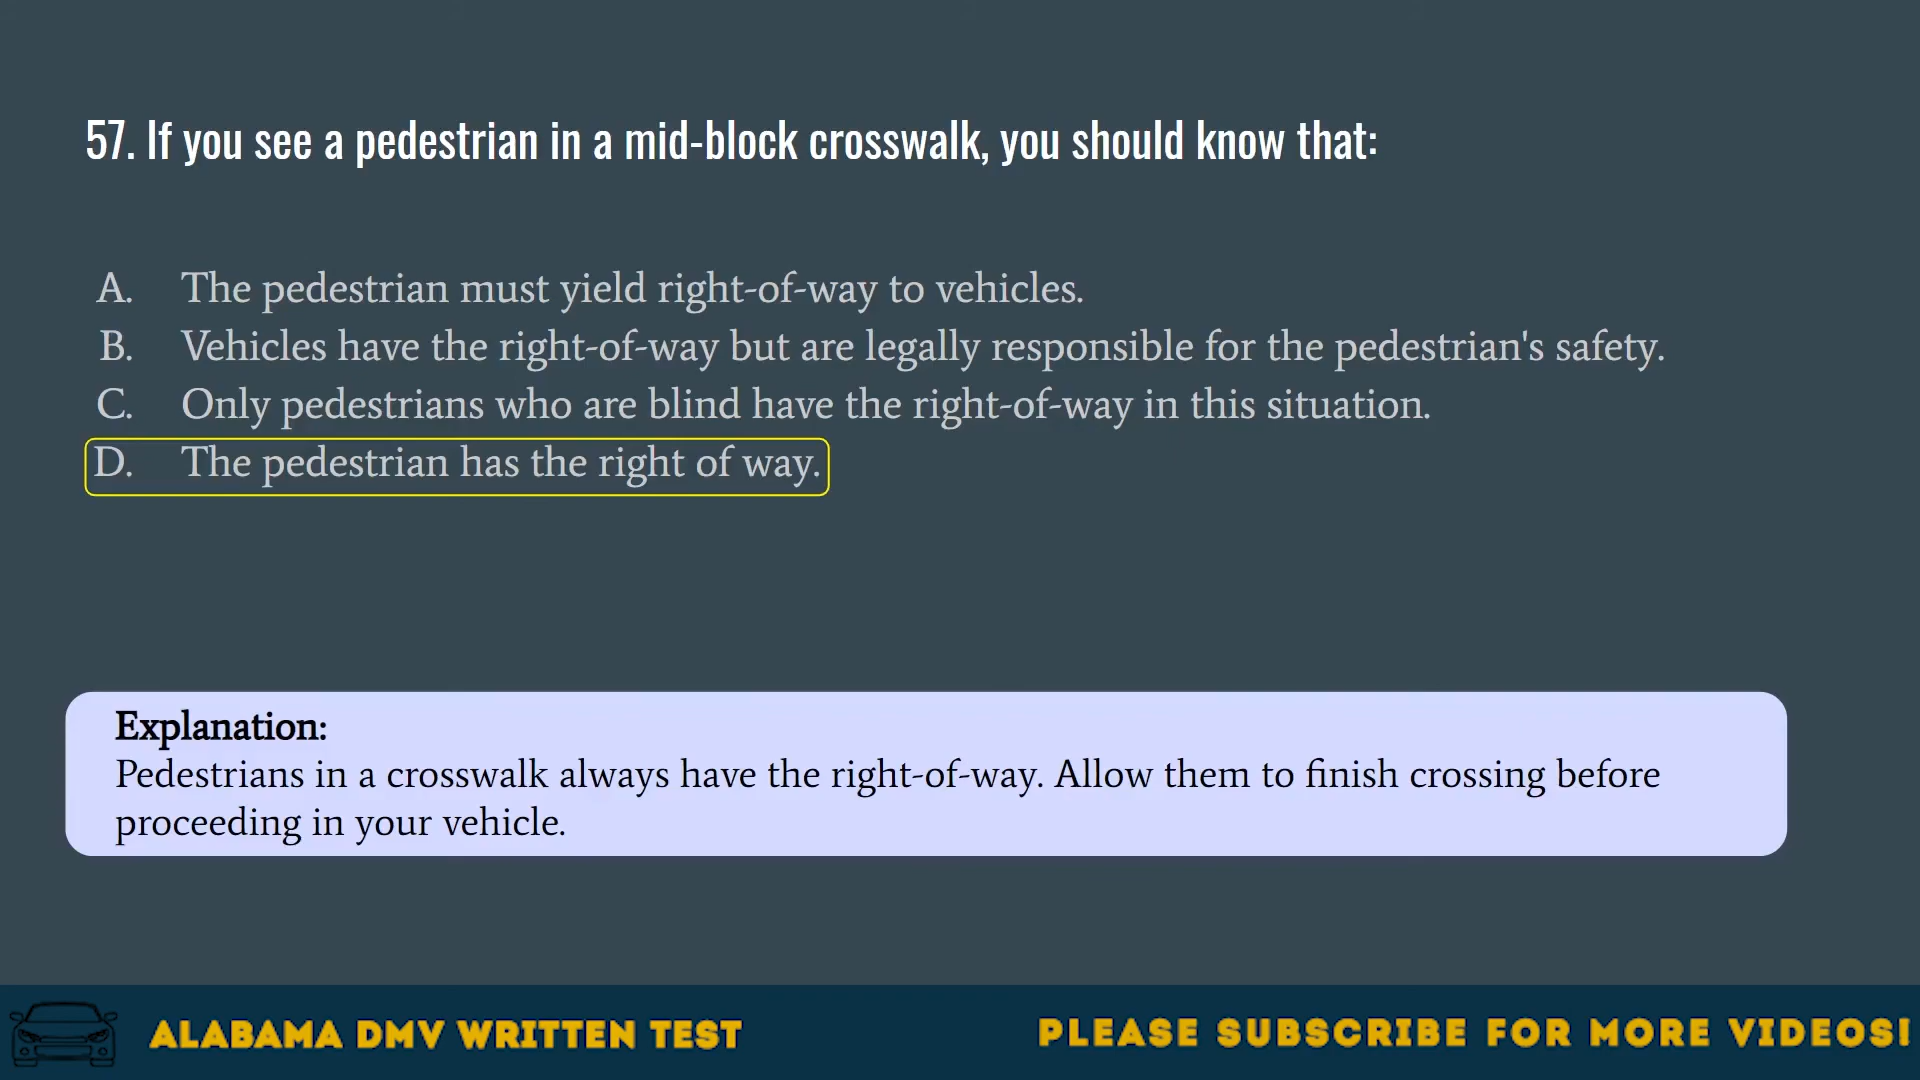 57. If you see a pedestrian in a mid-block crosswalk, you should know that:
A. The pedestrian must yield right-of-way to vehicles.
B. Vehicles have the right-of-way but are legally responsible for the pedestrian's safety.
C. Only pedestrians who are blind have the right-of-way in this situation.
D. The pedestrian has the right of way.
Explanation:
Pedestrians in a crosswalk always have the right-of-way. Allow them to finish crossing before
proceeding in your vehicle.
ALABAMA DMV WRITTEN TEST
PLEASE SUBSCRIBE FOR MORE VIDEOS!